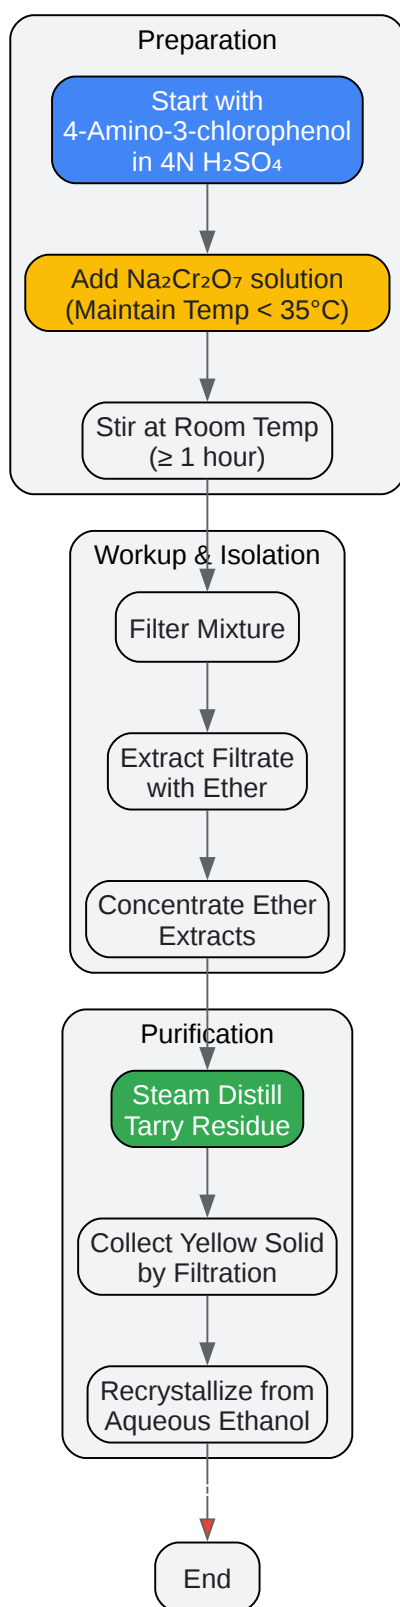 Preparation
Start with
4-Amino-3-chlorophenol
in 4N H₂SO₄
Add Na₂Cr₂O₇ solution
(Maintain Temp < 35°C)
Stir at Room Temp
(≥ 1 hour)
Workup & Isolation
Filter Mixture
Extract Filtrate
with Ether
Concentrate Ether
Extracts
Purification
Steam Distill
Tarry Residue
Collect Yellow Solid
by Filtration
Recrystallize from
Aqueous Ethanol
End